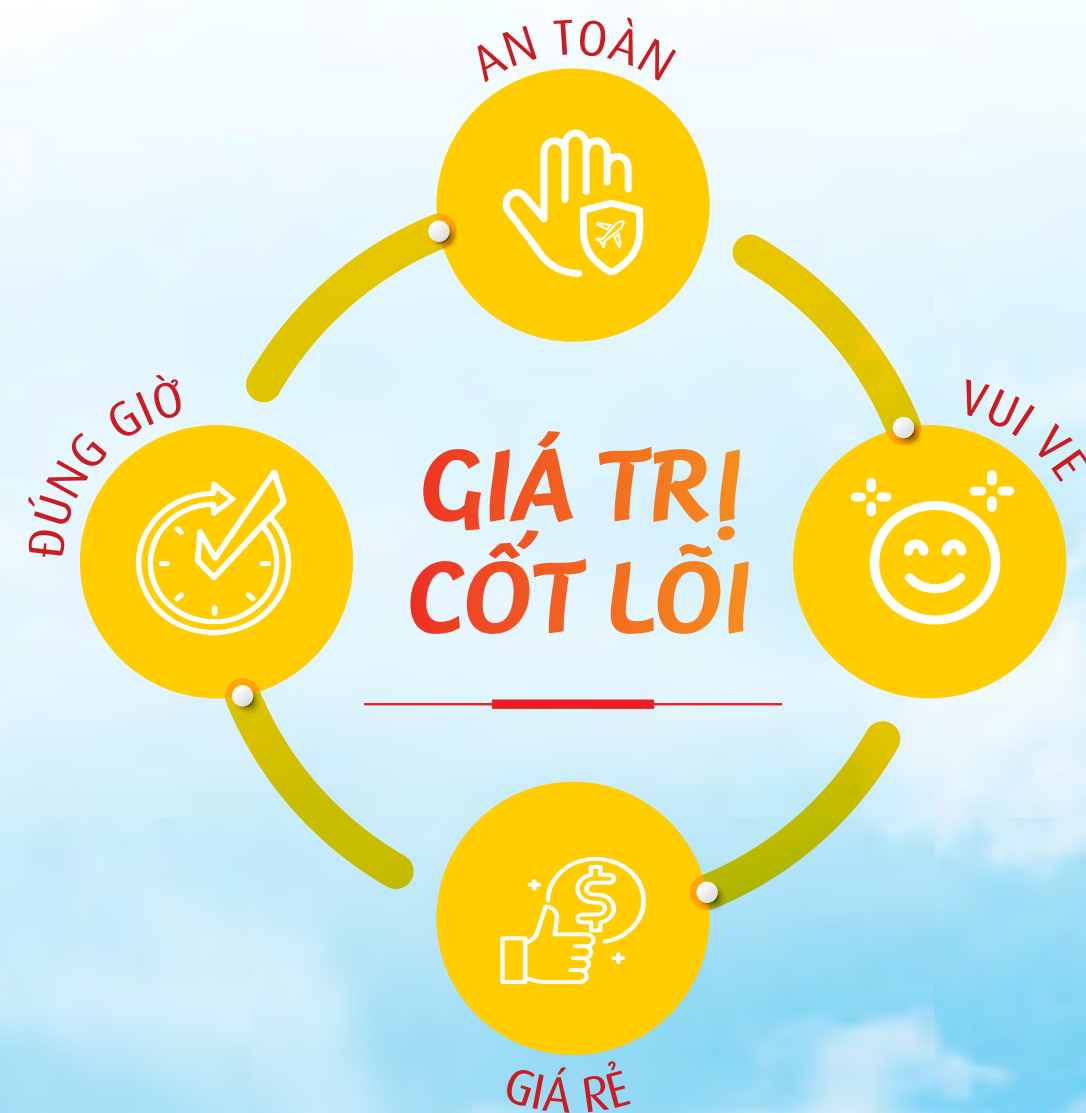 AN TOÀN
ĐÚNG GIỜ
VUI VE
GIÁ TRỊ
CỐT LÕI
GIÁ RẺ